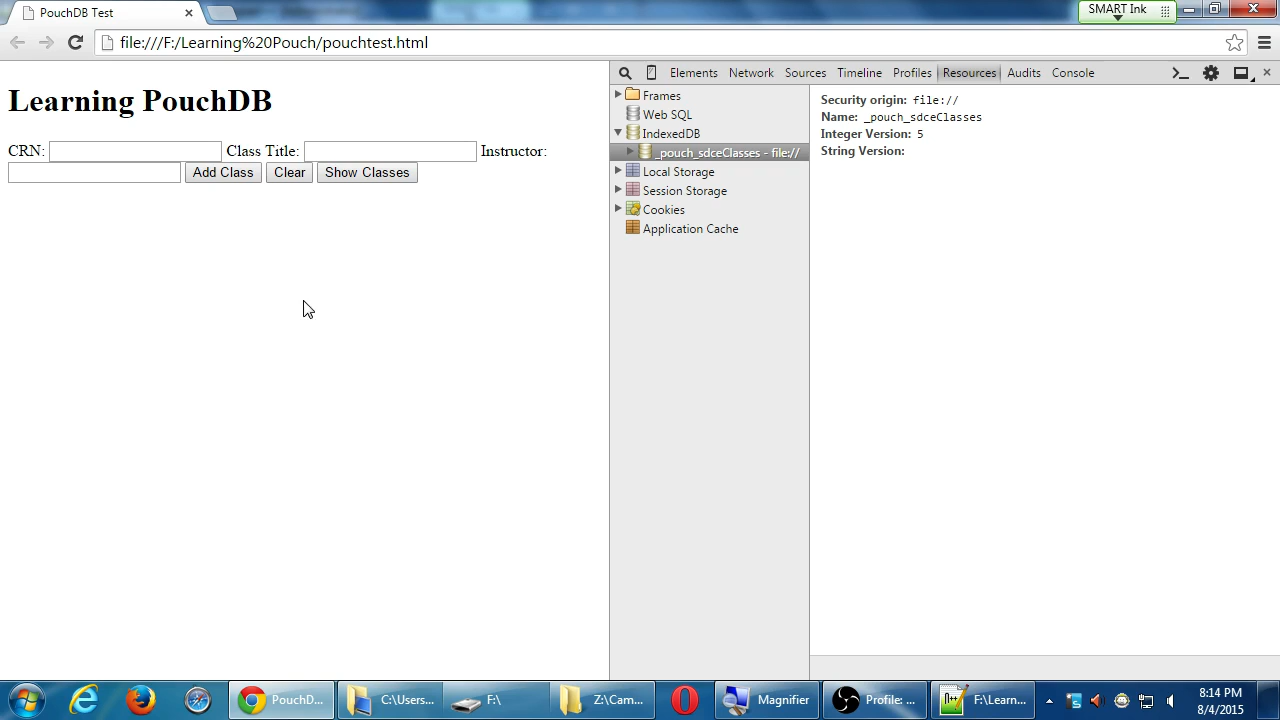 PouchDB Test
SMART Ink
file:///F:/Learning%20Pouch/pouchtest.html
Learning PouchDB
CRN: Class Title: Instructor:
Add Class Clear Show Classes
Elements Network Sources Timeline Profiles Resources Audits Console
Frames
Web SQL
IndexedDB
_pouch_sdceClasses - file://
Local Storage
Session Storage
Cookies
Application Cache
Security origin: file://
Name: _pouch_sdceClasses
Integer Version: 5
String Version:
PouchD... C:\Users... F:\ Z:\Cam... Magnifier Profile: ... F:\Learn...
8:14 PM
8/4/2015